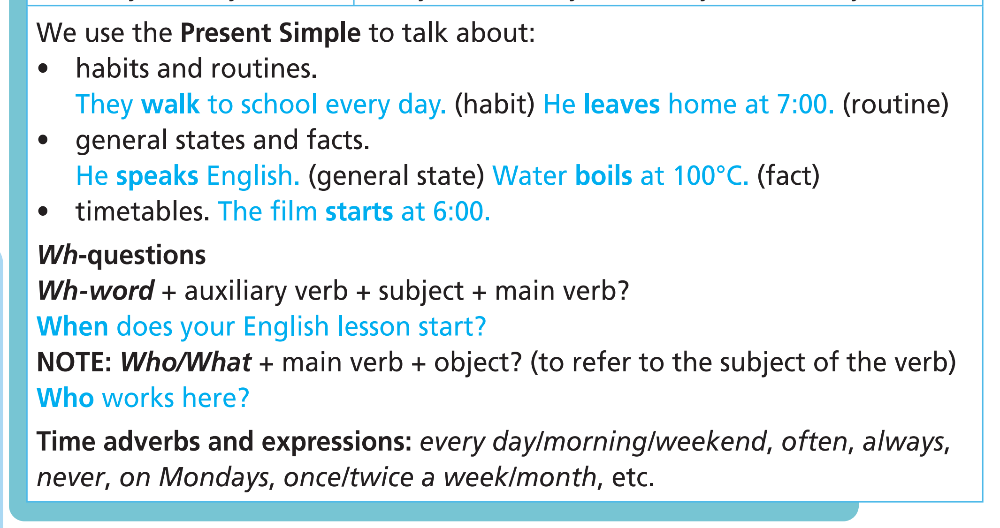 We use the Present Simple to talk about:
• habits and routines.
They walk to school every day. (habit) He leaves home at 7:00. (routine)
• general states and facts.
He speaks English. (general state) Water boils at 100°C. (fact)
• timetables. The film starts at 6:00.
Wh-questions
Wh-word + auxiliary verb + subject + main verb?
When does your English lesson start?
NOTE: Who/What + main verb + object? (to refer to the subject of the verb)
Who works here?
Time adverbs and expressions: every day/morning/weekend, often, always,
never, on Mondays, once/twice a week/month, etc.